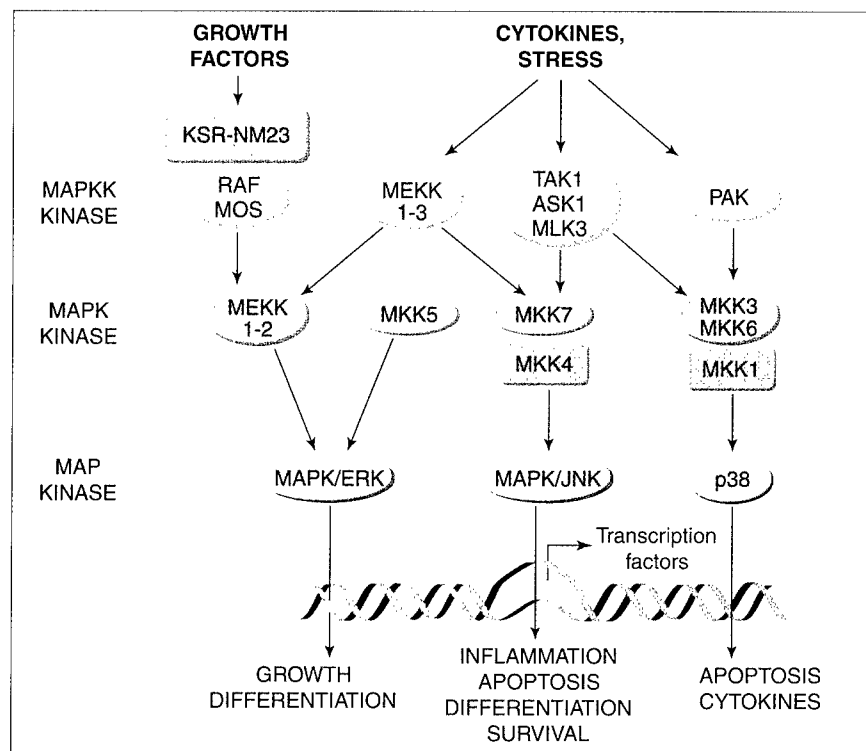 GROWTH
FACTORS
CYTOKINES,
STRESS
KSR-NM23
MAPKK
KINASE
RAF
MOS
MEKK
1-3
TAK1
ASK1
MLK3
PAK
MAPK
KINASE
MEKK
1-2
MKK5
MKK7
MKK4
MKK3
MKK6
MKK1
MAP
KINASE
MAPK/ERK
MAPK/JNK
p38
Transcription
factors
GROWTH
DIFFERENTIATION
INFLAMMATION
APOPTOSIS
DIFFERENTIATION
SURVIVAL
APOPTOSIS
CYTOKINES